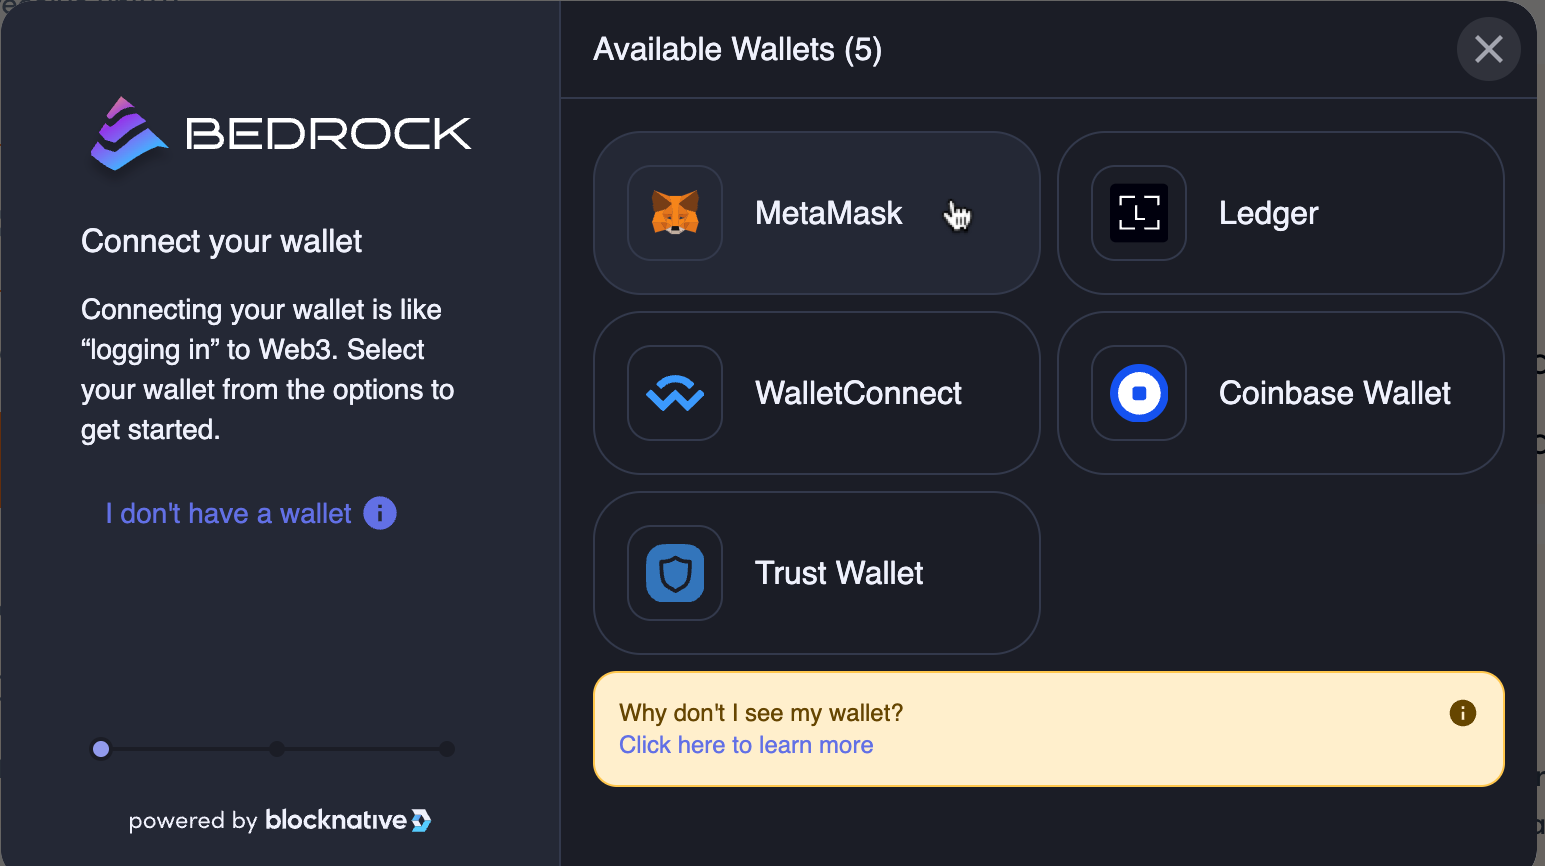 BEDROCK
Connect your wallet
Connecting your wallet is like
“logging in” to Web3. Select
your wallet from the options to
get started.
I don't have a wallet
powered by blocknative
Available Wallets (5)
MetaMask
Ledger
WalletConnect
Coinbase Wallet
Trust Wallet
Why don't I see my wallet?
Click here to learn more